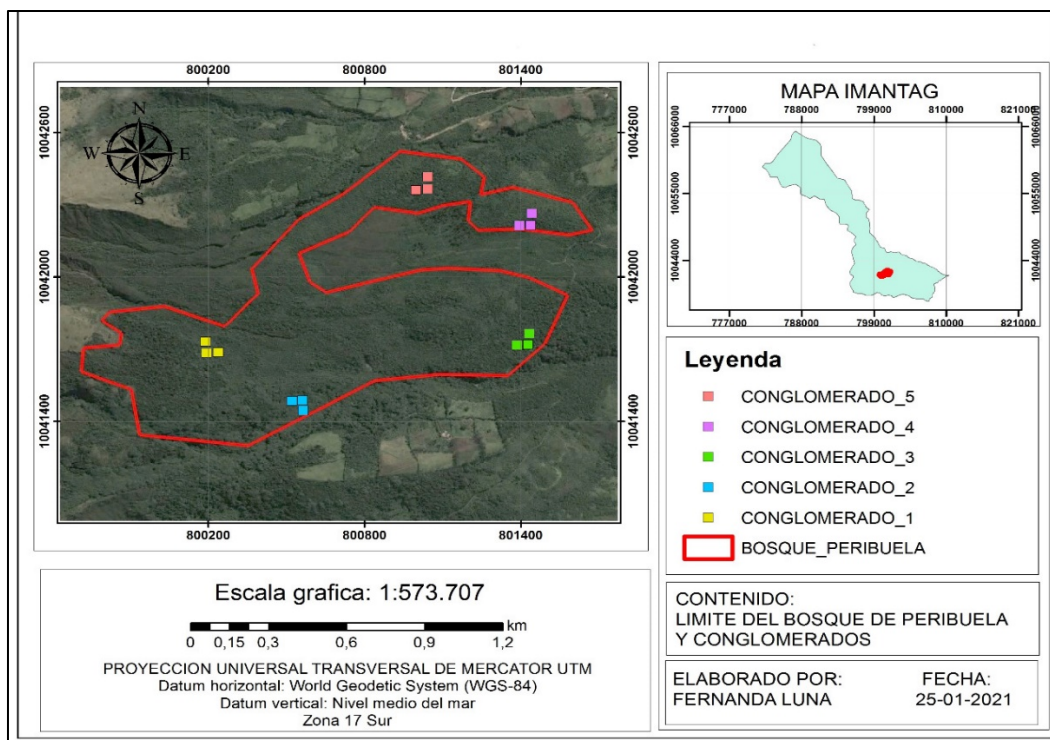 800200 800800 801400
10042600 10042600
N
W E
S
10042000 10042000
10041400 10041400
800200 800800 801400
MAPA IMANTAG
777000 788000 799000 810000 821000
10066000 10066000
10055000 10055000
10044000 10044000
777000 788000 799000 810000 821000
Leyenda
CONGLOMERADO_5
CONGLOMERADO_4
CONGLOMERADO_3
CONGLOMERADO_2
CONGLOMERADO_1
BOSQUE_PERIBUELA
Escala grafica: 1:573.707
km
0 0,15 0,3 0,6 0,9 1,2
PROYECCION UNIVERSAL TRANSVERSAL DE MERCATOR UTM
Datum horizontal: World Geodetic System (WGS-84)
Datum vertical: Nivel medio del mar
Zona 17 Sur
CONTENIDO:
LIMITE DEL BOSQUE DE PERIBUELA
Y CONGLOMERADOS
ELABORADO POR: FECHA:
FERNANDA LUNA 25-01-2021